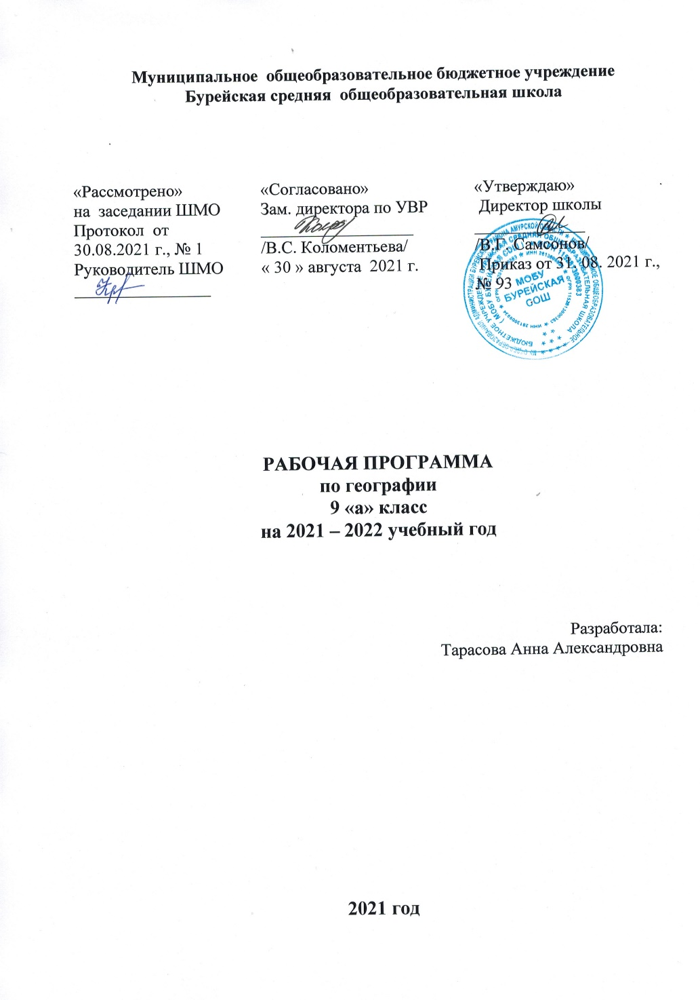 Муниципальное общеобразовательное бюджетное учреждение
Бурейская средняя общеобразовательная школа
«Рассмотрено»
на заседании ШМО
Протокол от
30.08.2021 г., № 1
Руководитель ШМО
«Согласовано»
Зам. директора по УВР
/В.С. Коломентьева/
« 30 » августа 2021 г.
«Утверждаю»
Директор школы
/В.Г. Самсонов/
Приказ от 31. 08. 2021 г.,
№ 93
МОБУ
БУРЕЙСКАЯ
СОШ
РАБОЧАЯ ПРОГРАММА
по географии
9 «а» класс
на 2021 – 2022 учебный год
Разработала:
Тарасова Анна Александровна
2021 год